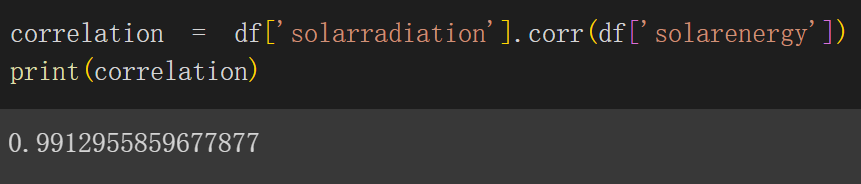 correlation = df['solarradiation'].corr(df['solarenergy'])
print(correlation)
0.9912955859677877